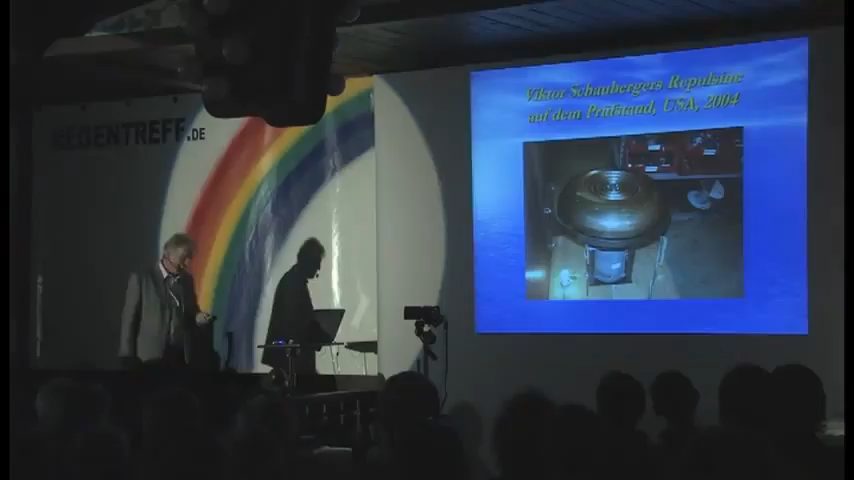 REGENTREFF.DE
Viktor Schaubergers Repulsine
auf dem Prüfstand, USA, 2004